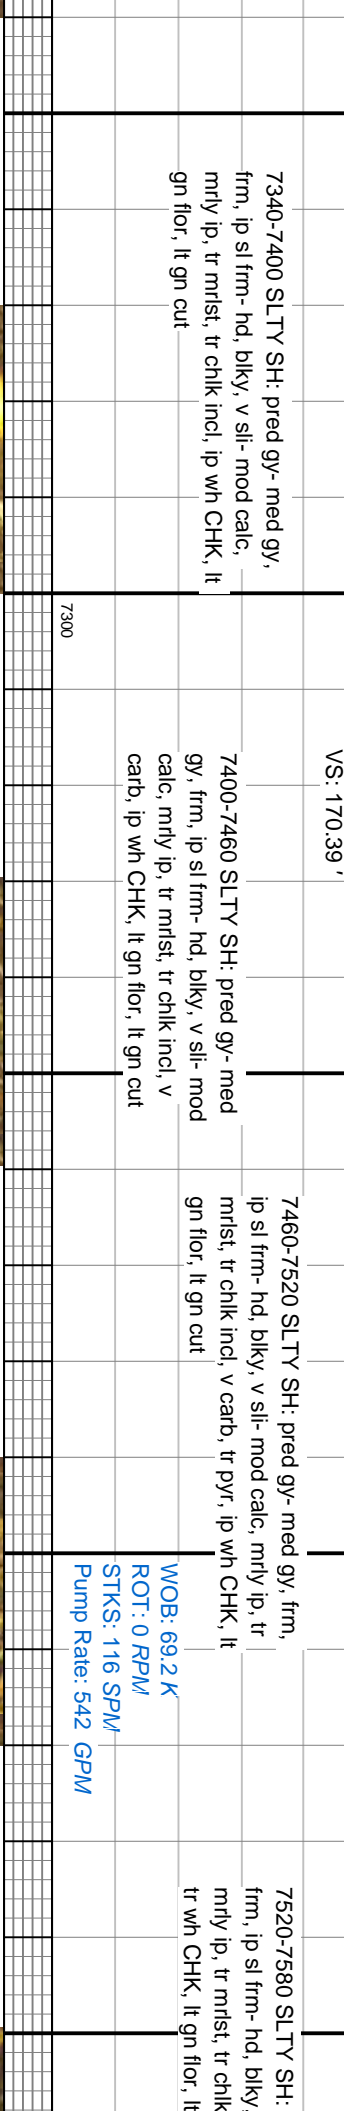 7340-7400 SLTY SH: pred gy- med gy,
frm, ip sl frm- hd, blky, v sli- mod calc,
mrly ip, tr mrlst, tr chlk incl, ip wh CHK, lt
gn flor, lt gn cut
7300
VS: 170.39 '
7400-7460 SLTY SH: pred gy- med
gy, frm, ip sl frm- hd, blky, v sli- mod
calc, mrly ip, tr mrlst, tr chlk incl, v
carb, ip wh CHK, lt gn flor, lt gn cut
7460-7520 SLTY SH: pred gy- med gy, frm,
ip sl frm- hd, blky, v sli- mod calc, mrly ip, tr
mrlst, tr chlk incl, v carb, tr pyr, ip wh CHK, lt
gn flor, lt gn cut
WOB: 69.2 K
ROT: 0 RPM
STKS: 116 SPM
Pump Rate: 542 GPM
7520-7580 SLTY SH:
frm, ip sl frm- hd, blky,
mrly ip, tr mrlst, tr chlk
tr wh CHK, lt gn flor, lt